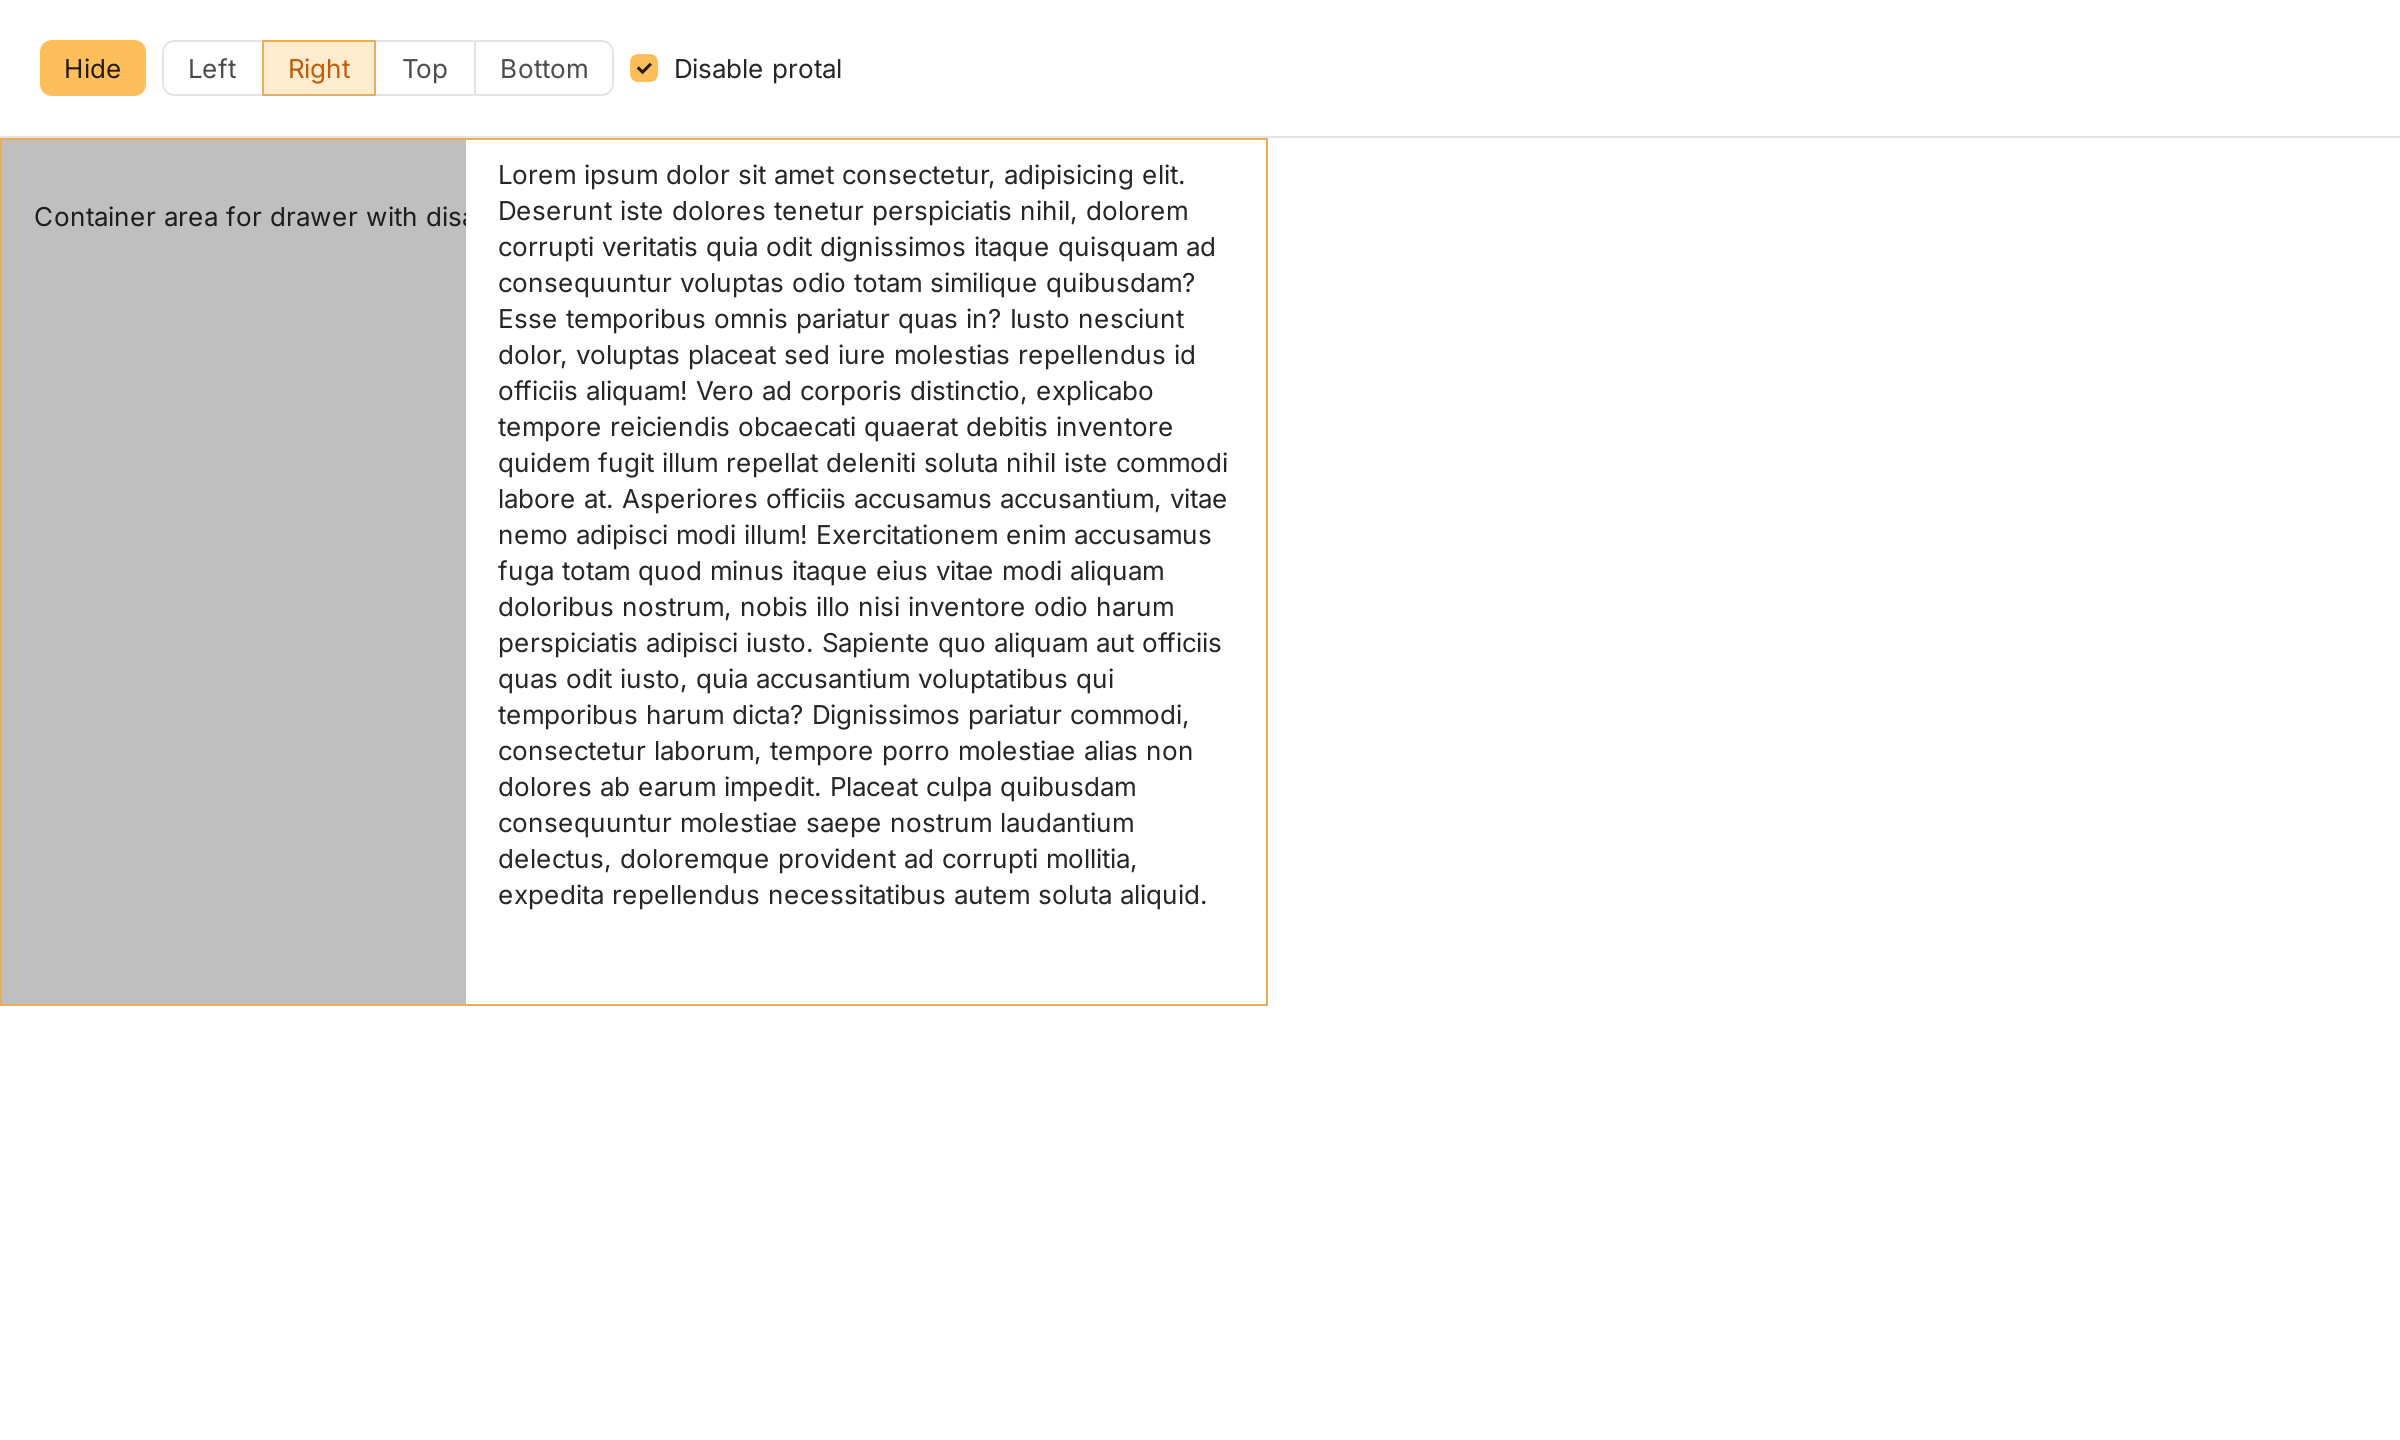 Hide Left Right Top Bottom Disable protal
Container area for drawer with
Lorem ipsum dolor sit amet consectetur, adipisicing elit.
Deserunt iste dolores tenetur perspiciatis nihil, dolorem
corrupti veritatis quia odit dignissimos itaque quisquam ad
consequuntur voluptas odio totam similique quibusdam?
Esse temporibus omnis pariatur quas in? Iusto nesciunt
dolor, voluptas placeat sed iure molestias repellendus id
officiis aliquam! Vero ad corporis distinctio, explicabo
tempore reiciendis obcaecati quaerat debitis inventore
quidem fugit illum repellat deleniti soluta nihil iste commodi
labore at. Asperiores officiis accusamus accusantium, vitae
nemo adipisci modi illum! Exercitationem enim accusamus
fuga totam quod minus itaque eius vitae modi aliquam
doloribus nostrum, nobis illo nisi inventore odio harum
perspiciatis adipisci iusto. Sapiente quo aliquam aut officiis
quas odit iusto, quia accusantium voluptatibus qui
temporibus harum dicta? Dignissimos pariatur commodi,
consectetur laborum, tempore porro molestiae alias non
dolores ab earum impedit. Placeat culpa quibusdam
consequuntur molestiae saepe nostrum laudantium
delectus, doloremque provident ad corrupti mollitia,
expedita repellendus necessitatibus autem soluta aliquid.